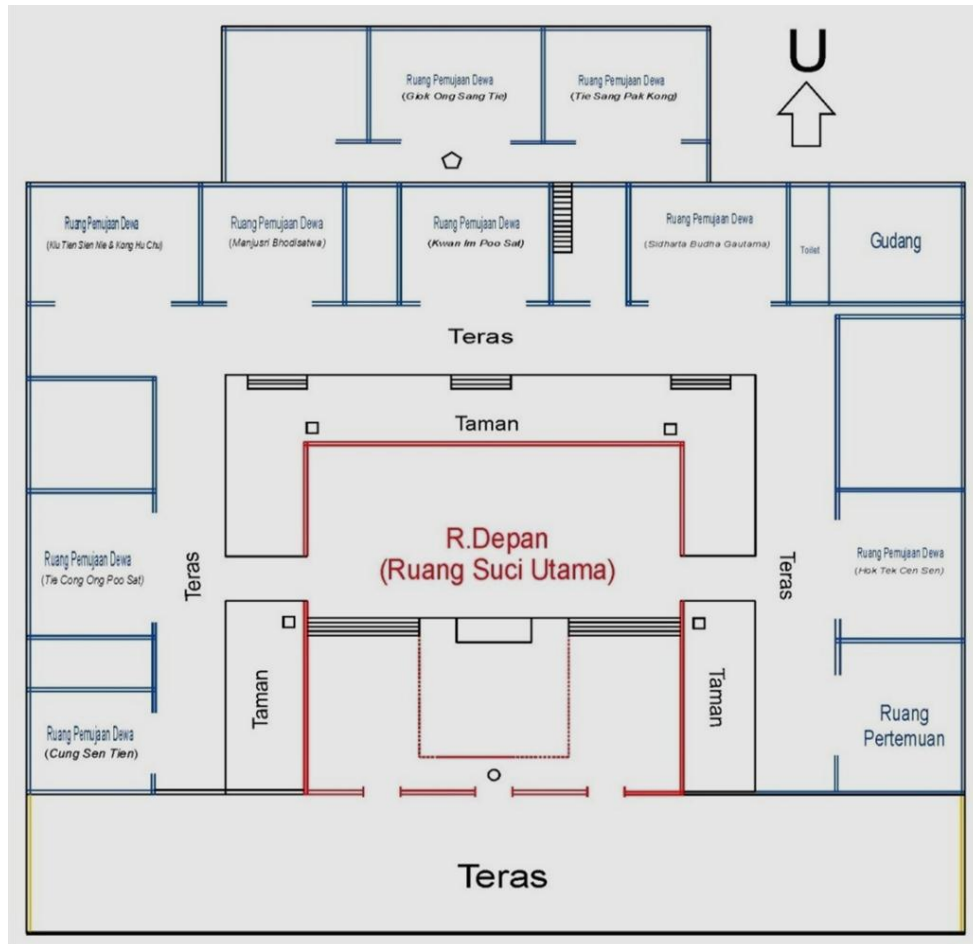 U
Ruang Pemujaan Dewa
(Giok Ong Sang Tie)
Ruang Pemujaan Dewa
(Tie Sang Pak Kong)
Ruang Pemujaan Dewa
(Kiu Tien Sien Nie & Kong Hu Chu)
Ruang Pemujaan Dewa
(Manjusri Bhodisatwa)
Ruang Pemujaan Dewa
(Kwan Im Poo Sat)
Ruang Pemujaan Dewa
(Sidharta Budha Gautama)
Toilet
Gudang
Teras
Taman
R.Depan
(Ruang Suci Utama)
Ruang Pemujaan Dewa
(Tie Cong Ong Poo Sat)
Teras
Teras
Ruang Pemujaan Dewa
(Hok Tek Cen Sen)
Taman
Taman
Ruang Pemujaan Dewa
(Cung Sen Tien)
Ruang
Pertemuan
Teras